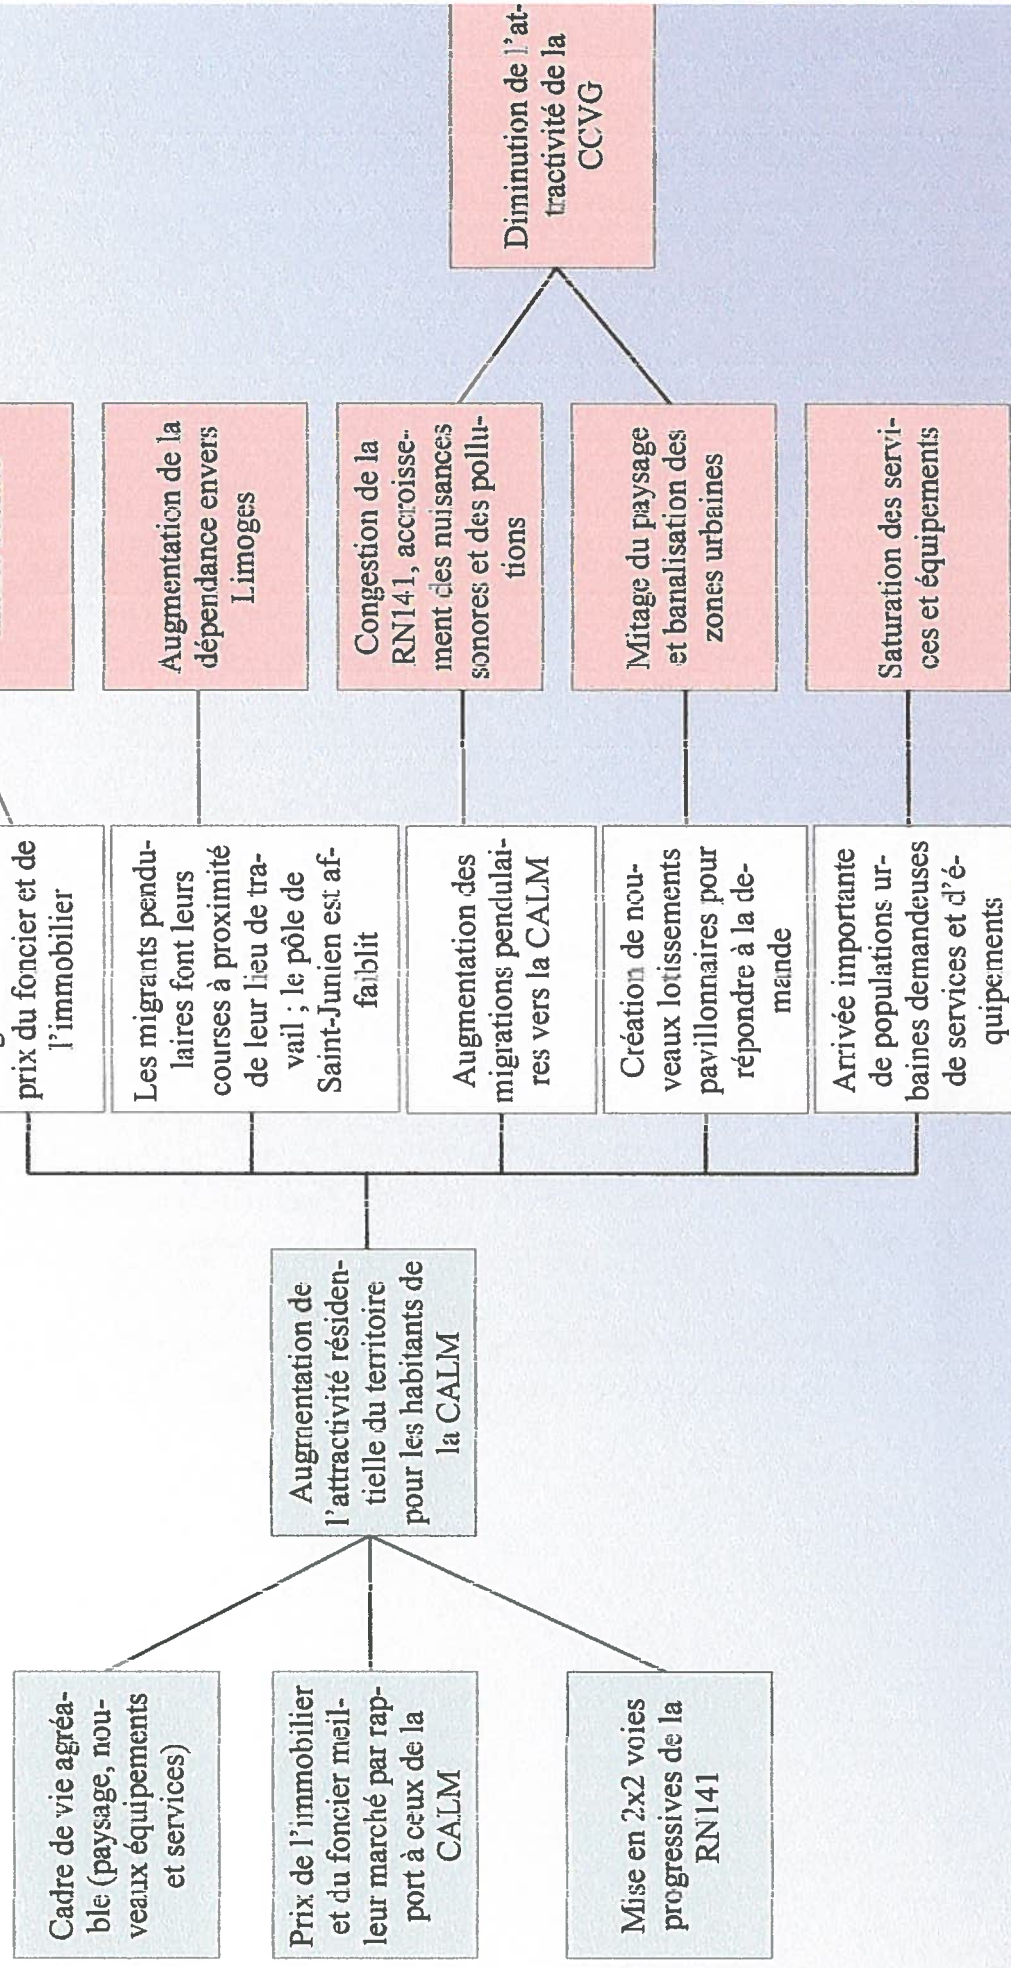 Cadre de vie agréa-
ble (paysage, nou-
veaux équipements
et services)
Prix de l'immobilier
et du foncier meil-
leur marché par rap-
port à ceux de la
CALM
Mise en 2x2 voies
progressives de la
RN141
Augmentation de
l'attractivité résiden-
tielle du territoire
pour les habitants de
la CALM
prix du foncier et de
l'immobilier
Les migrants pendu-
laires font leurs
courses à proximité
de leur lieu de tra-
vail ; le pôle de
Saint-Junien est af-
faiblit
Augmentation des
migrations pendulai-
res vers la CALM
Création de nou-
veaux lotissements
pavillonnaires pour
répondre à la de-
mande
Arrivée importante
de populations ur-
baines demandeuses
de services et d'é-
quipements
Augmentation de la
dépendance envers
Limoges
Congestion de la
RN141, accroisse-
ment des nuisances
sonores et des pollu-
tions
Mitage du paysage
et banalisation des
zones urbaines
Saturation des servi-
ces et équipements
Diminution de l'at-
tractivité de la
CCVG